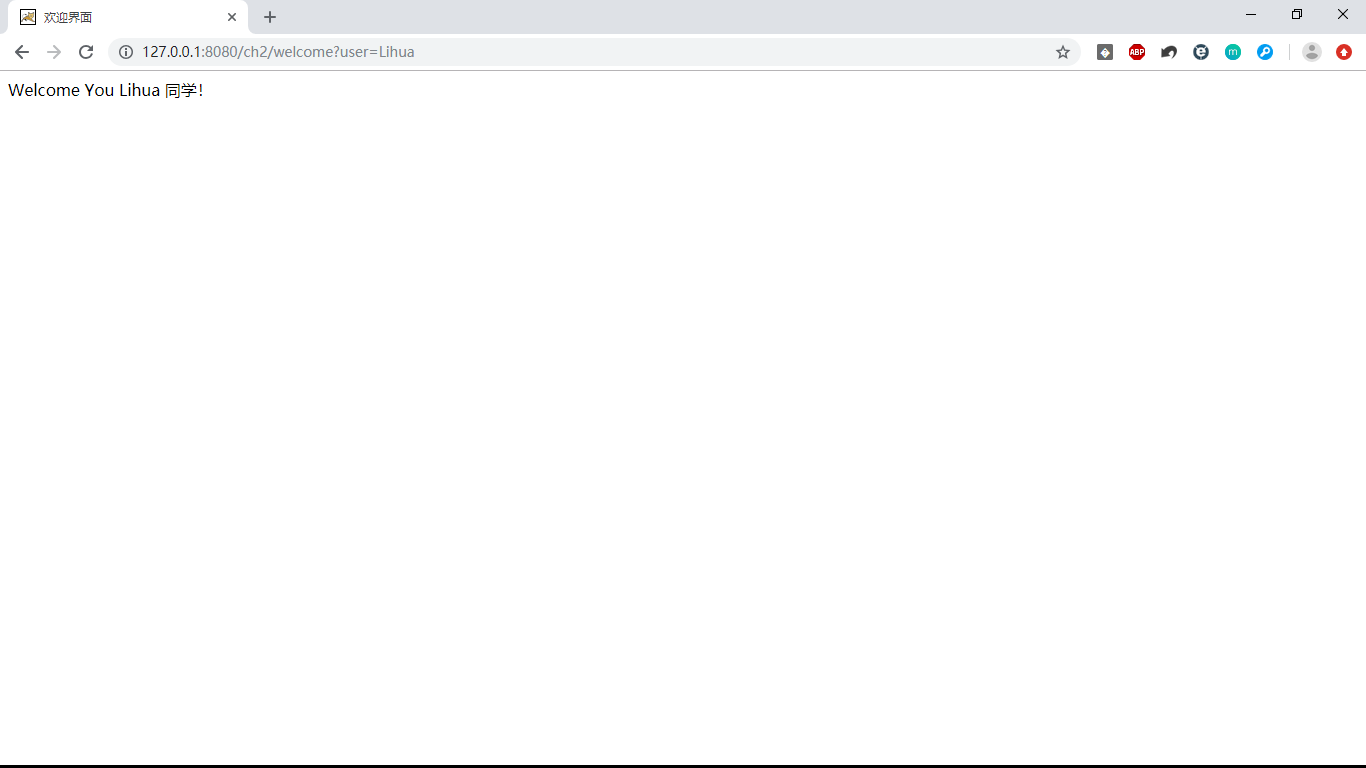 欢迎界面
127.0.0.1:8080/ch2/welcome?user=Lihua
ABP
e
m
Welcome You Lihua 同学!